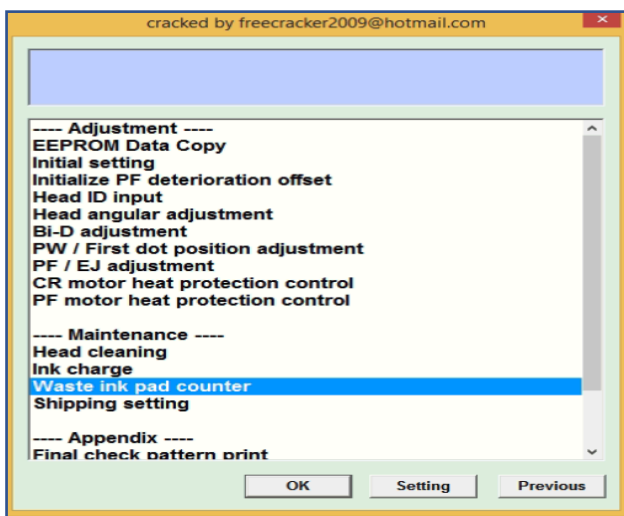 cracked by freecracker2009@hotmail.com
---- Adjustment ----
EEPROM Data Copy
Initial setting
Initialize PF deterioration offset
Head ID input
Head angular adjustment
Bi-D adjustment
PW / First dot position adjustment
PF / EJ adjustment
CR motor heat protection control
PF motor heat protection control
---- Maintenance ----
Head cleaning
Ink charge
Waste ink pad counter
Shipping setting
---- Appendix ----
Final check pattern print
OK Setting Previous